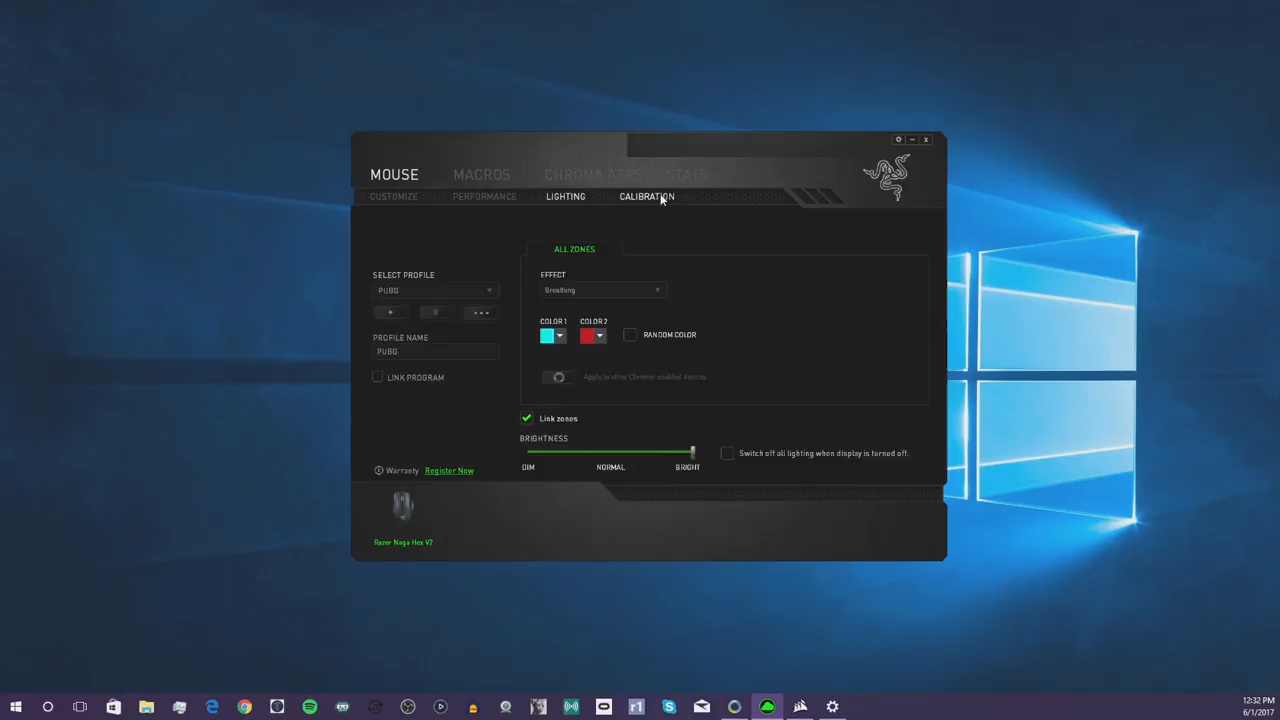 MOUSE MACROS CHROMA APPS STATS
CUSTOMIZE PERFORMANCE LIGHTING CALIBRATION
ALL ZONES
SELECT PROFILE
PUBG
+
PROFILE NAME
PUBG
LINK PROGRAM
EFFECT
Breathing
COLOR 1 COLOR 2
RANDOM COLOR
Apply to other Chroma-enabled devices
Link zones
BRIGHTNESS
DIM NORMAL BRIGHT
Switch off all lighting when display is turned off.
Warranty Register Now
Razer Naga Hex V2
r1
12:32 PM
6/1/2017